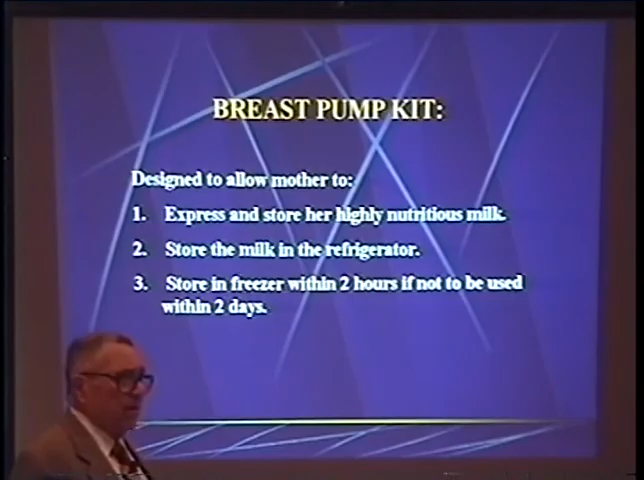 BREAST PUMP KIT:
Designed to allow mother to:
1. Express and store her highly nutritious milk.
2. Store the milk in the refrigerator.
3. Store in freezer within 2 hours if not to be used
within 2 days.